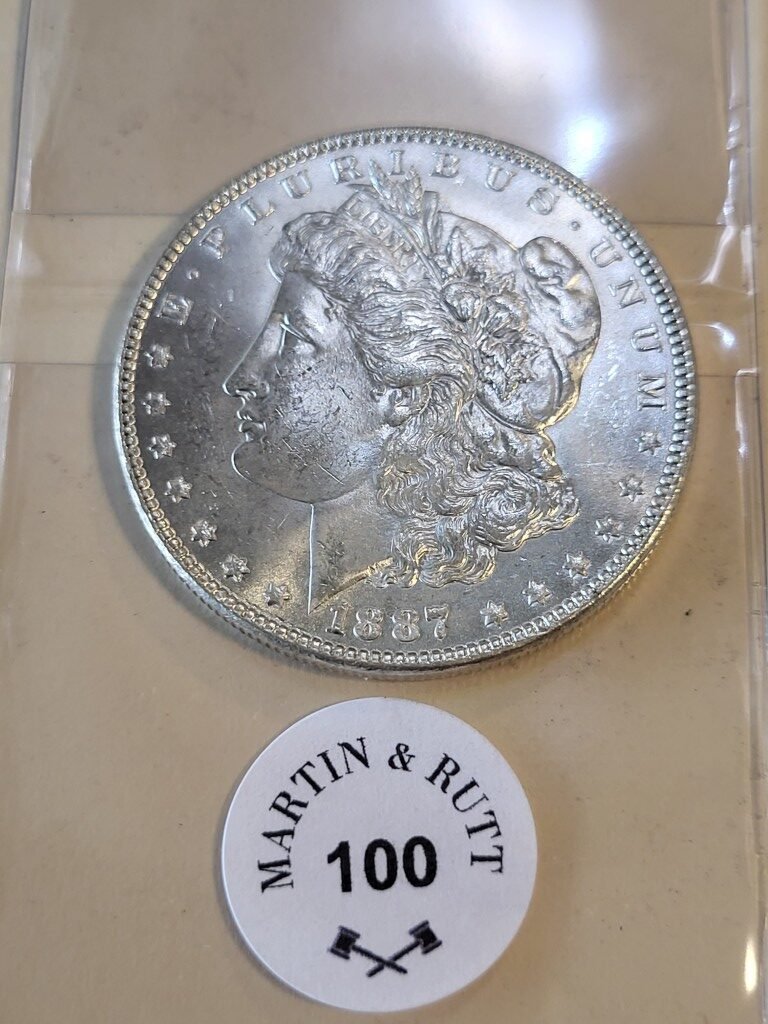 E · PLURIBUS · UNUM
LIBERTY
1887
MARTIN & RUTT
100